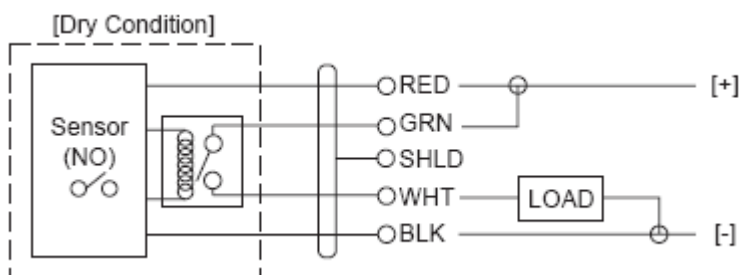 [Dry Condition]
RED
[+]
Sensor
(NO)
GRN
SHLD
WHT
LOAD
BLK
[-]